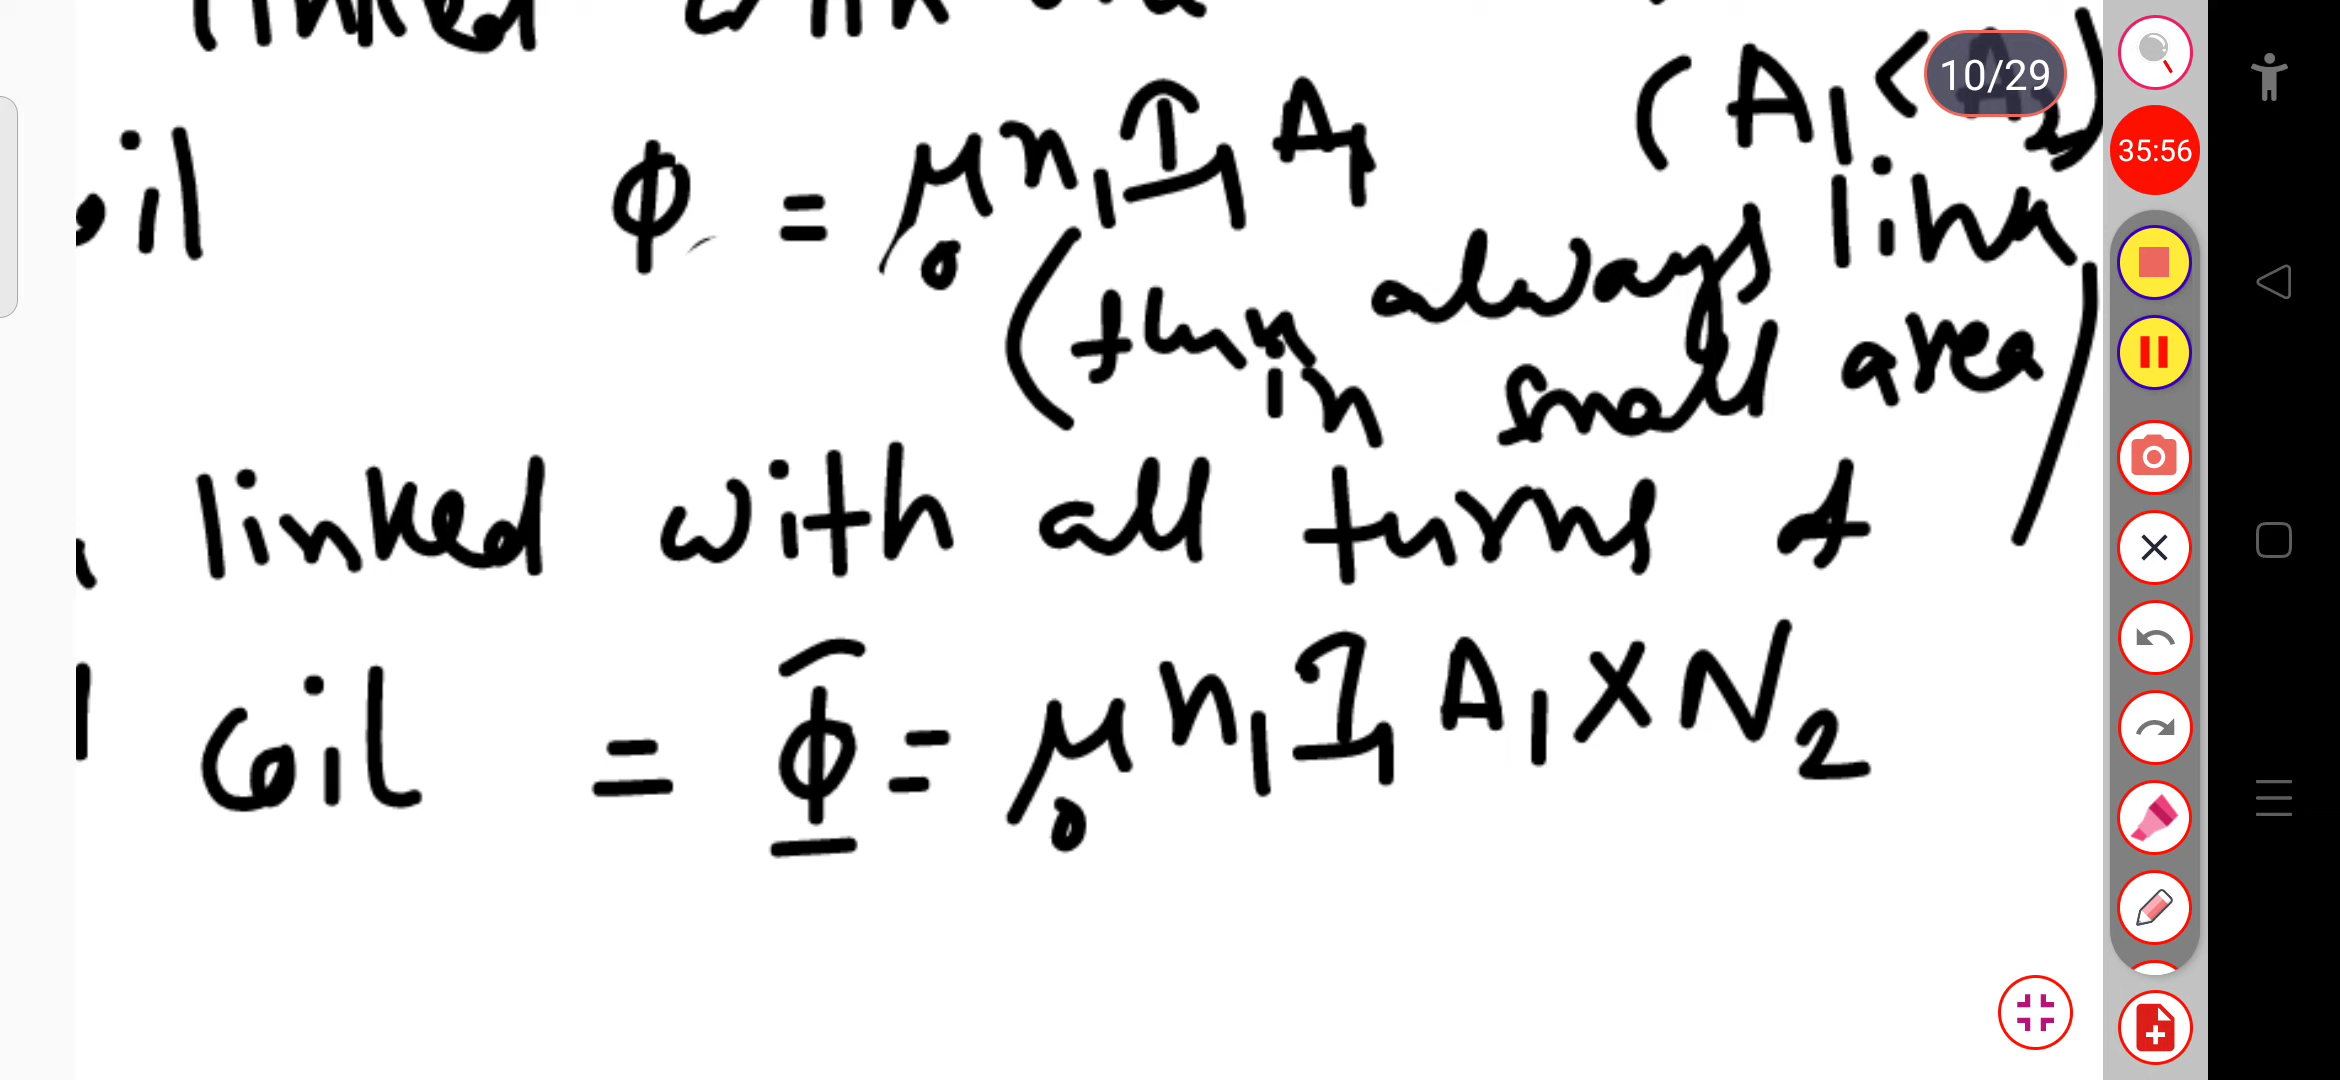 linked with
(A₁<A₂)
10/29
35:56
oil
ϕ = μ₀n₁I₁A₁
(flux always link
in small area)
linked with all turns of
Coil = ϕ = μ₀n₁I₁A₁×N₂